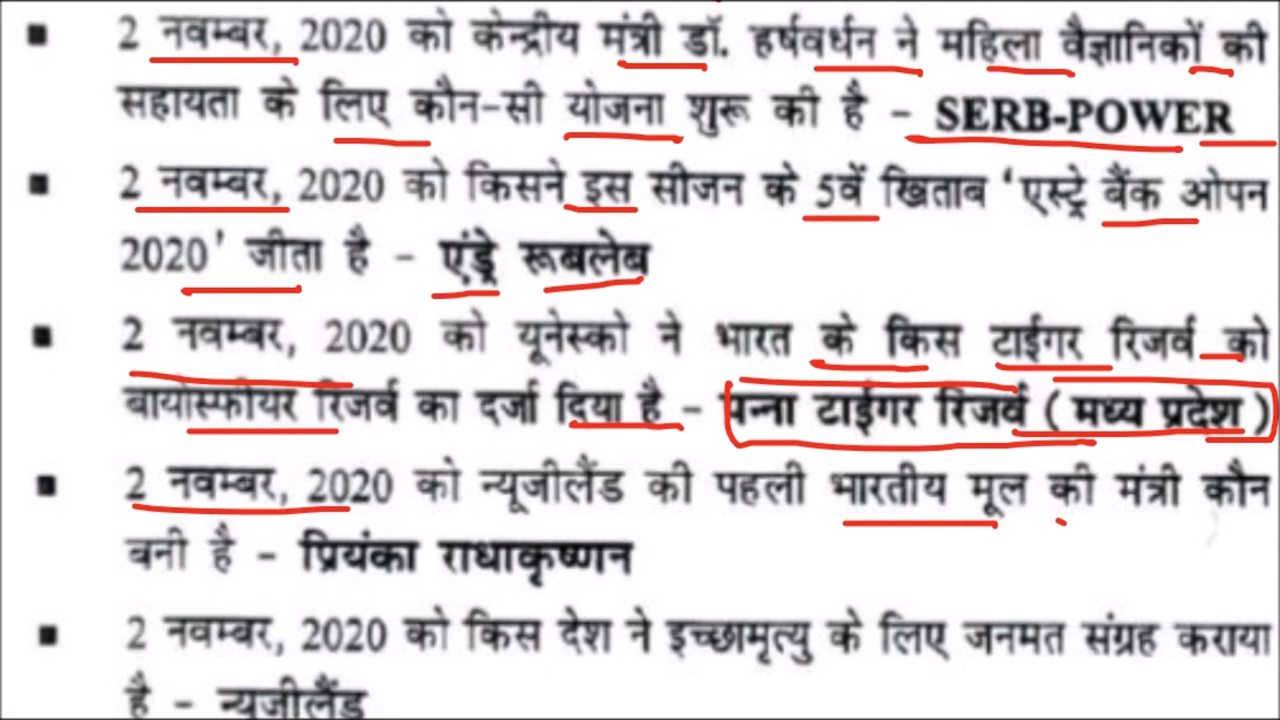 ▪ 2 नवम्बर, 2020 को केन्द्रीय मंत्री डॉ. हर्षवर्धन ने महिला वैज्ञानिकों की
सहायता के लिए कौन-सी योजना शुरू की है - SERB-POWER
▪ 2 नवम्बर, 2020 को किसने इस सीजन के 5वें खिताब ‘एस्ट्रे बैंक ओपन
2020' जीता है - एंड्रे रूबलेब
▪ 2 नवम्बर, 2020 को यूनेस्को ने भारत के किस टाईगर रिजर्व को
बायोस्फीयर रिजर्व का दर्जा दिया है - पन्ना टाईगर रिजर्व ( मध्य प्रदेश )
▪ 2 नवम्बर, 2020 को न्यूजीलैंड की पहली भारतीय मूल की मंत्री कौन
बनी है - प्रियंका राधाकृष्णन
▪ 2 नवम्बर, 2020 को किस देश ने इच्छामृत्यु के लिए जनमत संग्रह कराया
है - न्यूजीलैंड